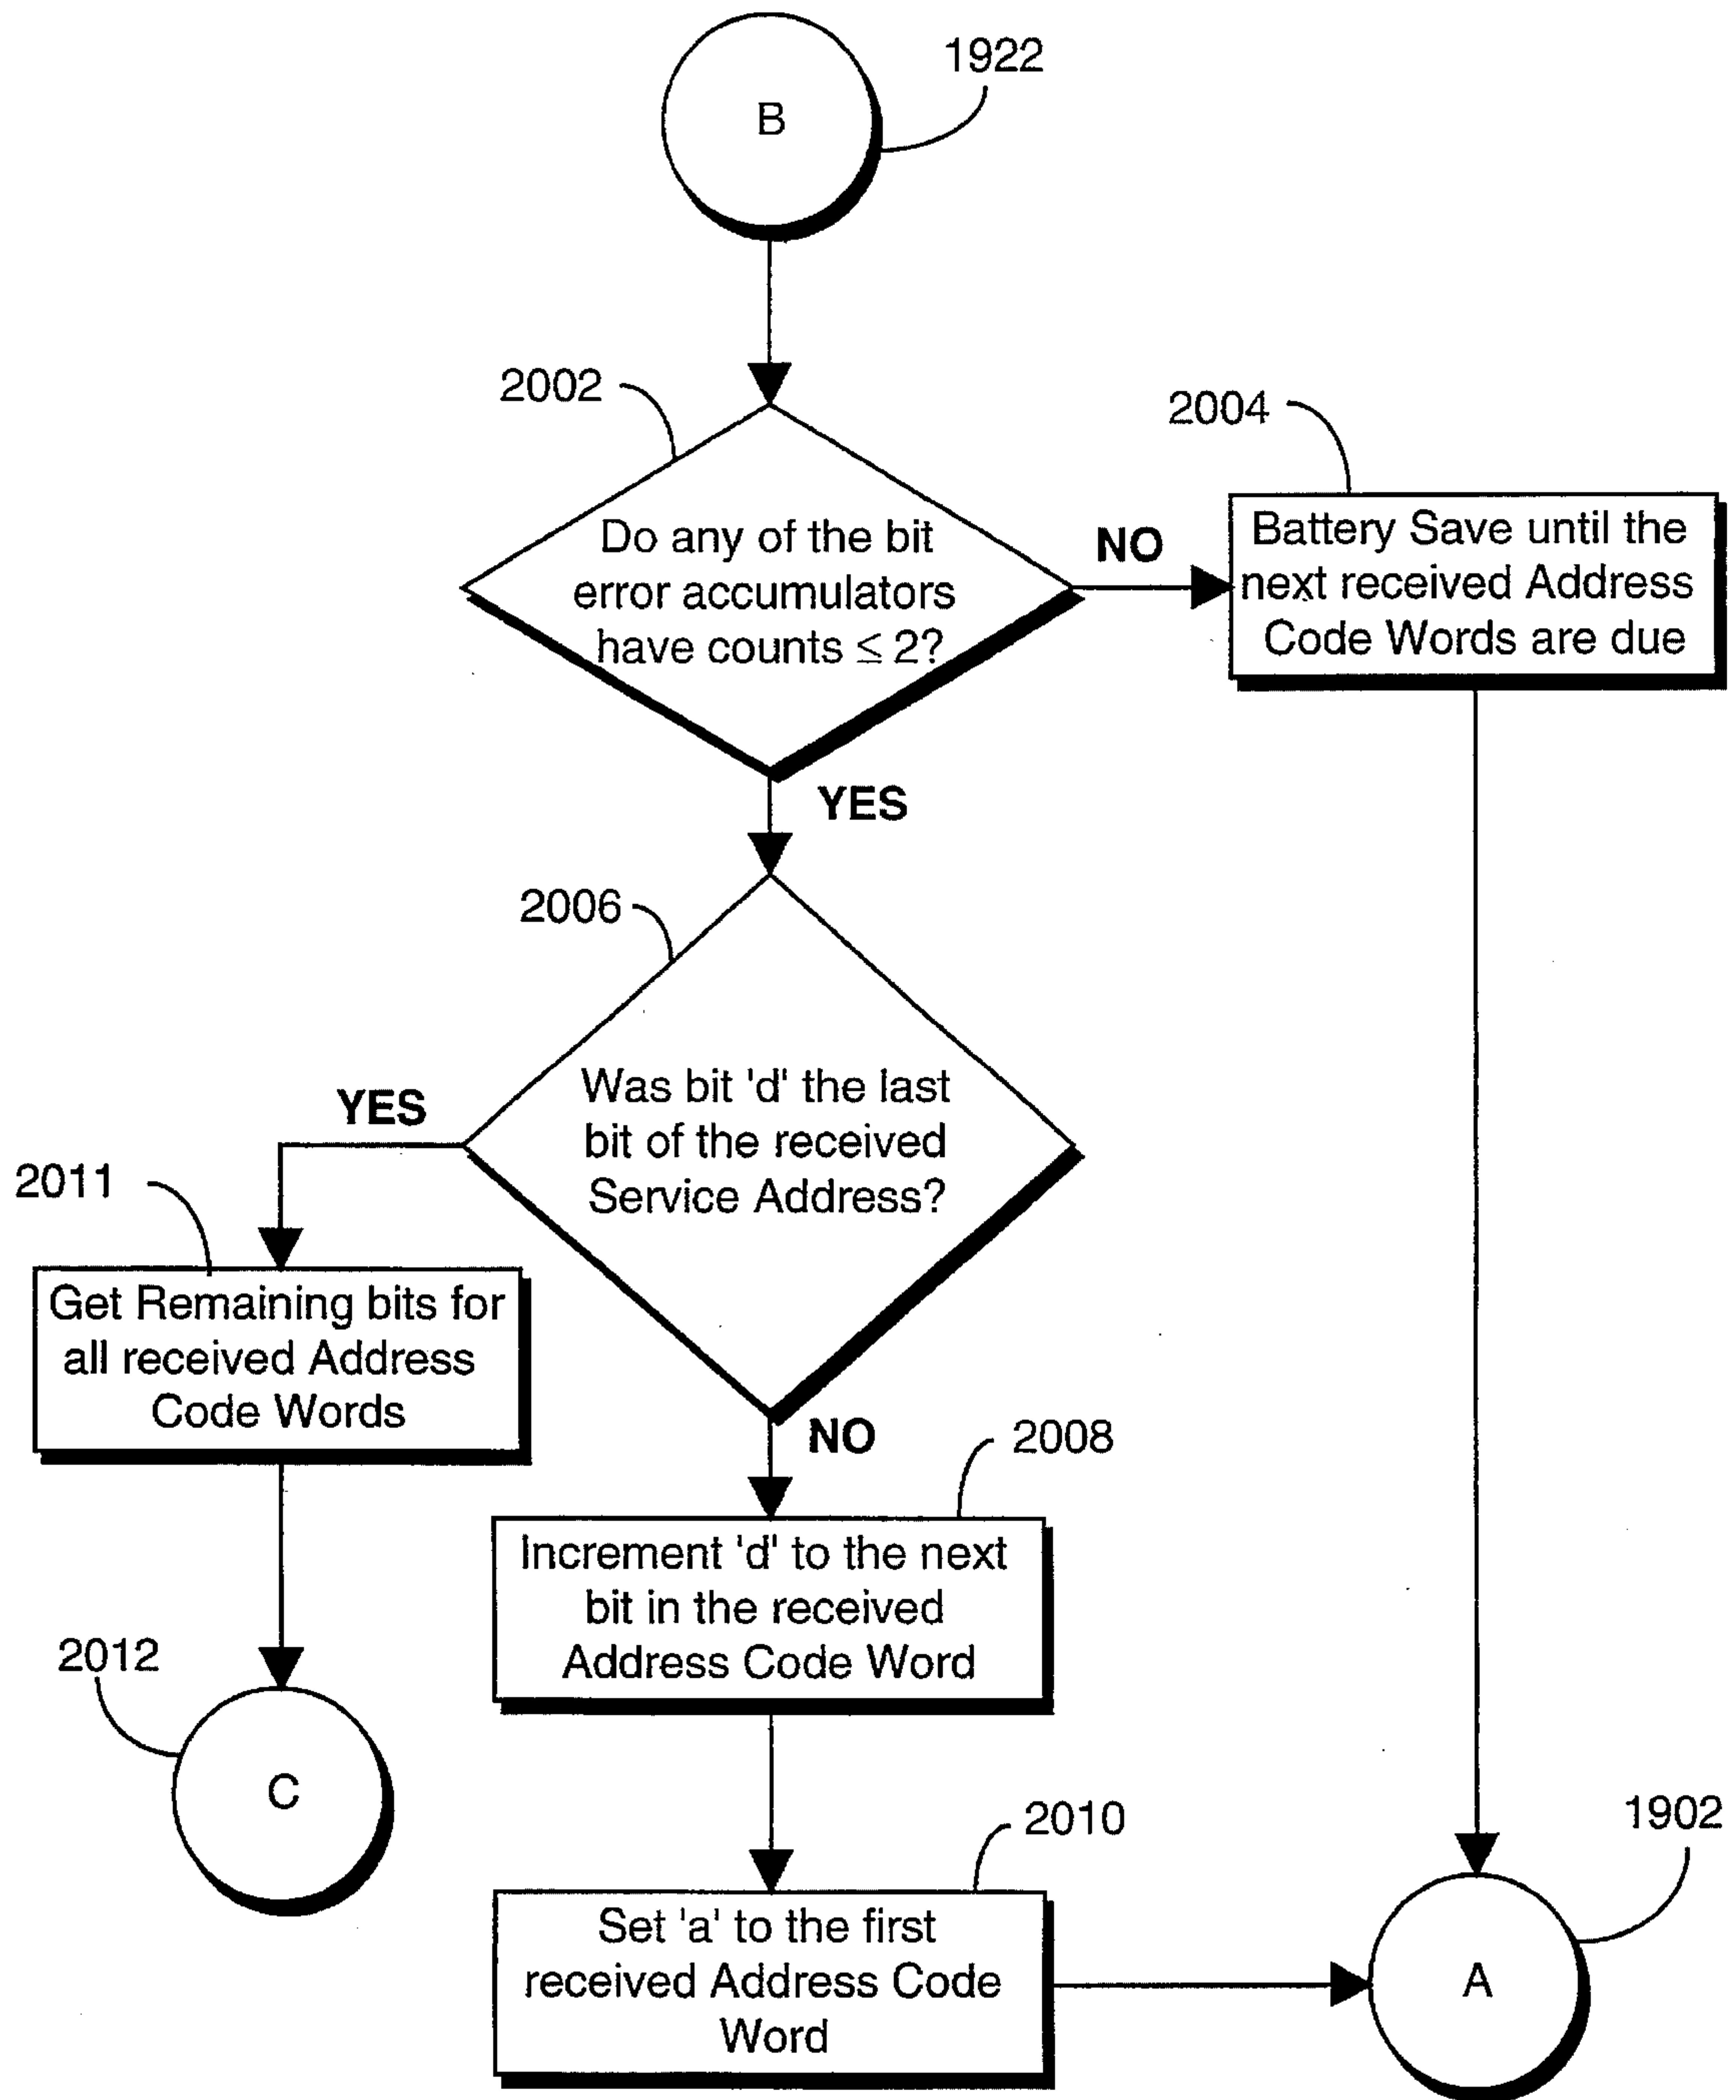 1922
B
2002
2004
Do any of the bit
error accumulators
have counts ≤ 2?
NO
Battery Save until the
next received Address
Code Words are due
YES
2006
Was bit 'd' the last
bit of the received
Service Address?
YES
2011
Get Remaining bits for
all received Address
Code Words
NO
2008
Increment 'd' to the next
bit in the received
Address Code Word
2012
C
2010
1902
Set 'a' to the first
received Address Code
Word
A